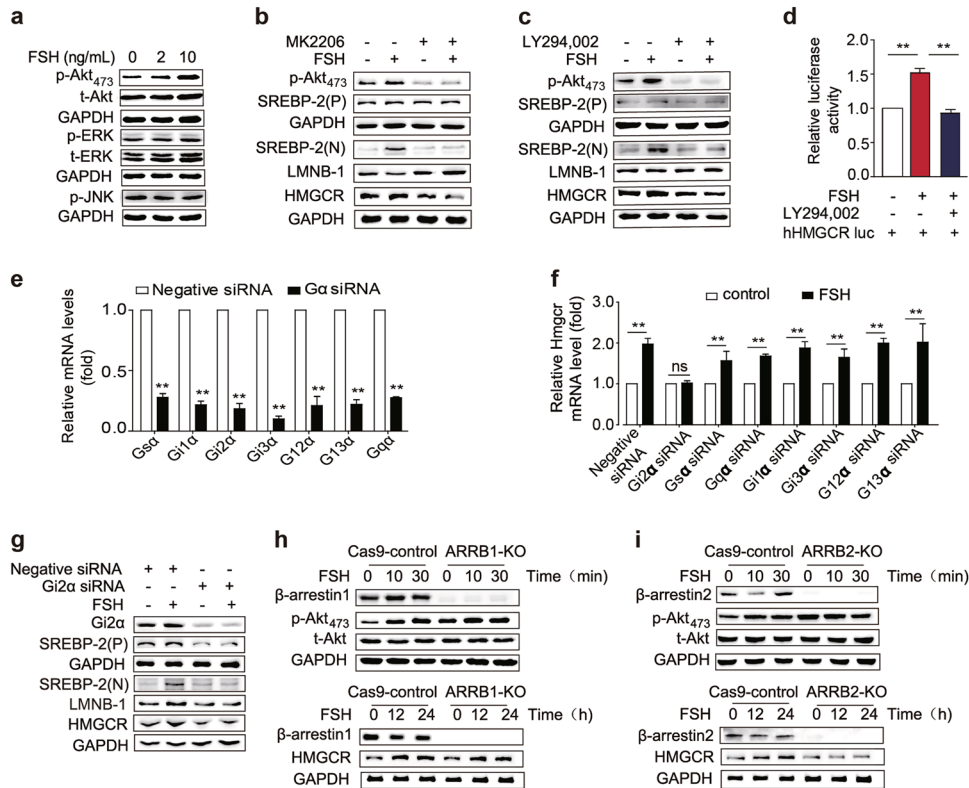 a
FSH (ng/mL) 0 2 10
p-Akt473
t-Akt
GAPDH
p-ERK
t-ERK
GAPDH
p-JNK
GAPDH
b
MK2206 - - + +
FSH - + - +
p-Akt473
SREBP-2(P)
GAPDH
SREBP-2(N)
LMNB-1
HMGCR
GAPDH
c
LY294,002 - - + +
FSH - + - +
p-Akt473
SREBP-2(P)
GAPDH
SREBP-2(N)
LMNB-1
HMGCR
GAPDH
d
Relative luciferase
activity
2.0
1.5
1.0
0.5
0.0
** **
FSH - + +
LY294,002 - - +
hHMGCR luc + + +
e
Negative siRNA Gα siRNA
Relative mRNA levels
(fold)
1.0
0.5
0.0
** ** ** ** ** ** **
Gsα Gi1α Gi2α Gi3α G12α G13α Gqα
f
control FSH
Relative Hmgcr
mRNA level (fold)
3.0
2.0
1.0
0.0
** ns ** ** ** ** ** **
Negative
siRNA
Gi2α siRNA
Gsα siRNA
Gqα siRNA
Gi1α siRNA
Gi3α siRNA
G12α siRNA
G13α siRNA
g
Negative siRNA + + - -
Gi2α siRNA - - + +
FSH - + - +
Gi2α
SREBP-2(P)
GAPDH
SREBP-2(N)
LMNB-1
HMGCR
GAPDH
h
Cas9-control ARRB1-KO
FSH 0 10 30 0 10 30 Time（min)
β-arrestin1
p-Akt473
t-Akt
GAPDH
Cas9-control ARRB1-KO
FSH 0 12 24 0 12 24 Time（h)
β-arrestin1
HMGCR
GAPDH
i
Cas9-control ARRB2-KO
FSH 0 10 30 0 10 30 Time（min)
β-arrestin2
p-Akt473
t-Akt
GAPDH
Cas9-control ARRB2-KO
FSH 0 12 24 0 12 24 Time（h)
β-arrestin2
HMGCR
GAPDH